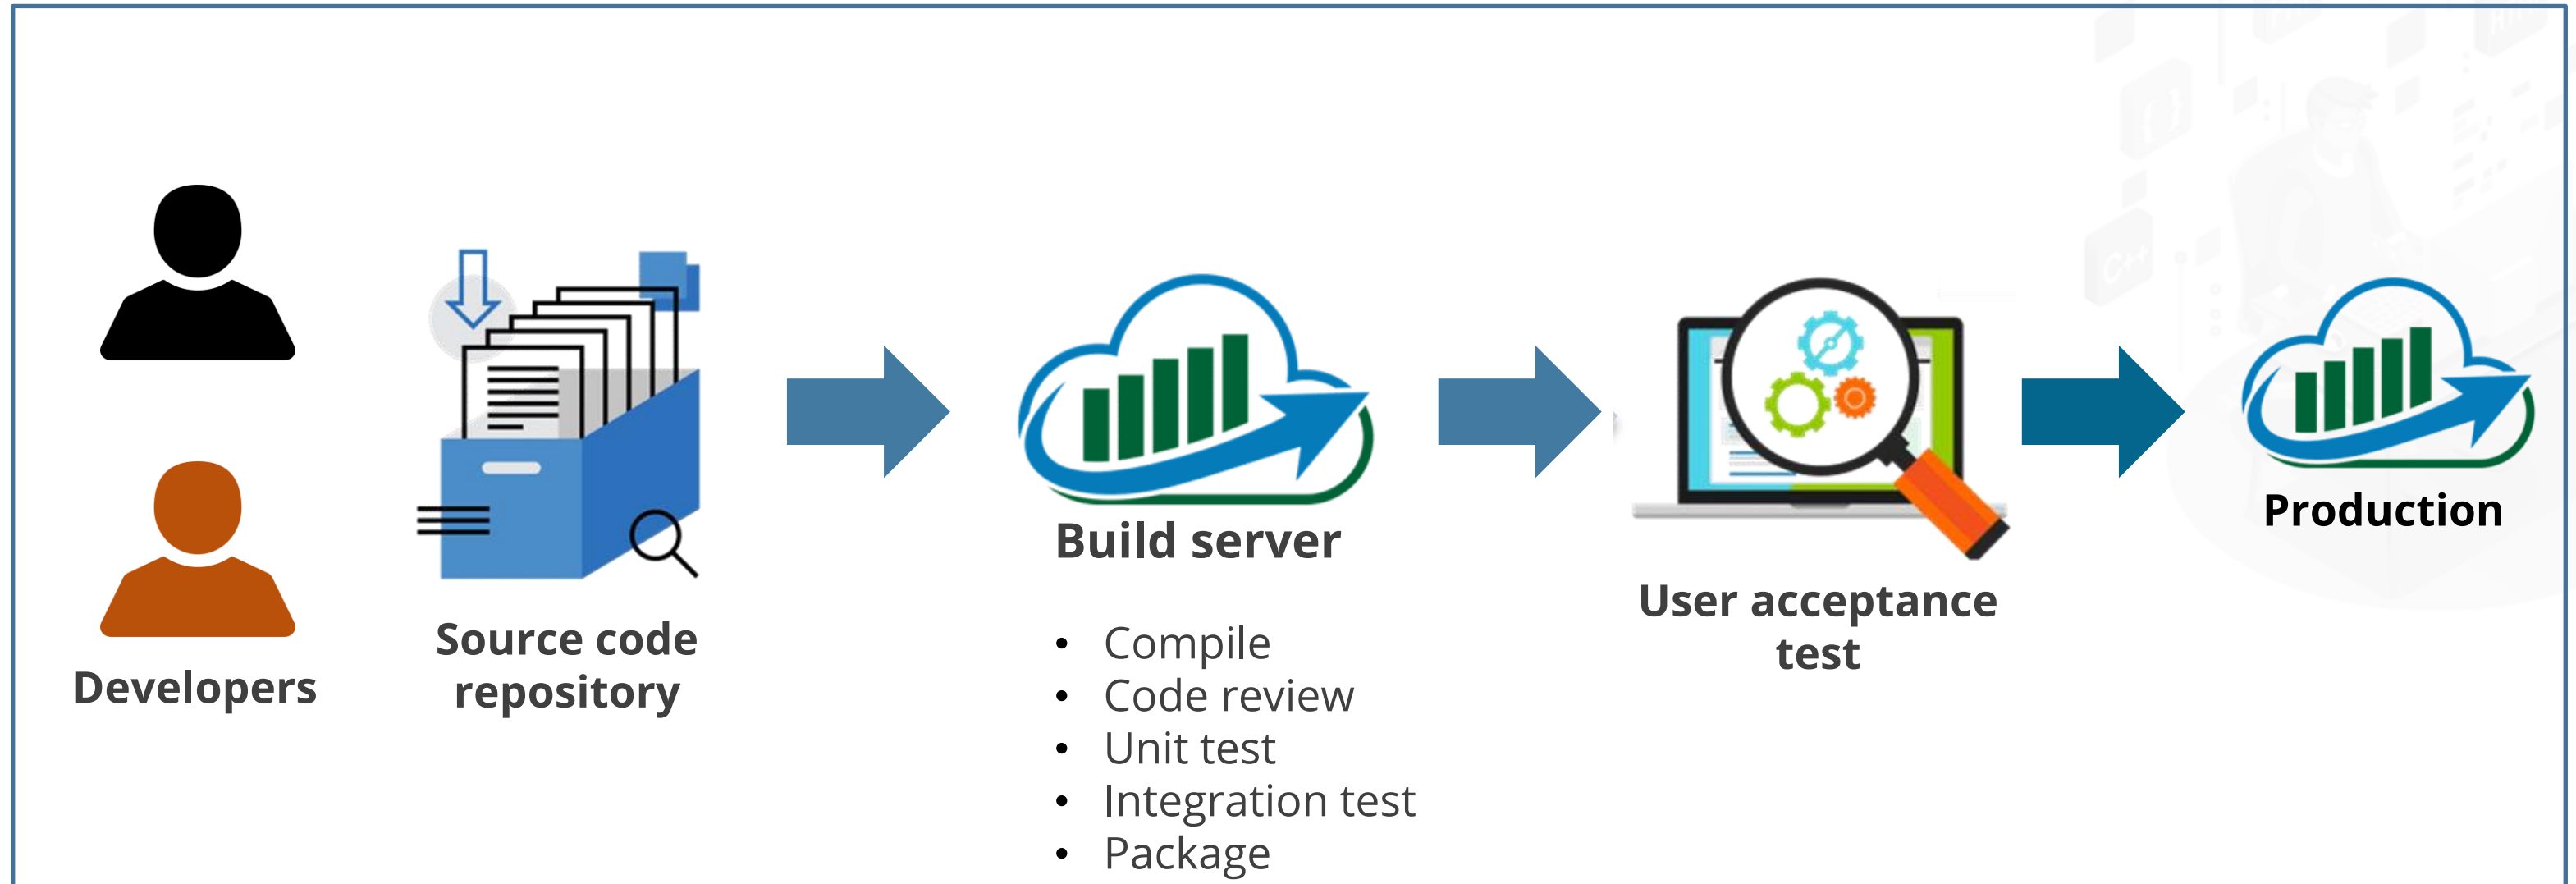 Developers
Source code
repository
Build server
• Compile
• Code review
• Unit test
• Integration test
• Package
User acceptance
test
Production
{ }
C++